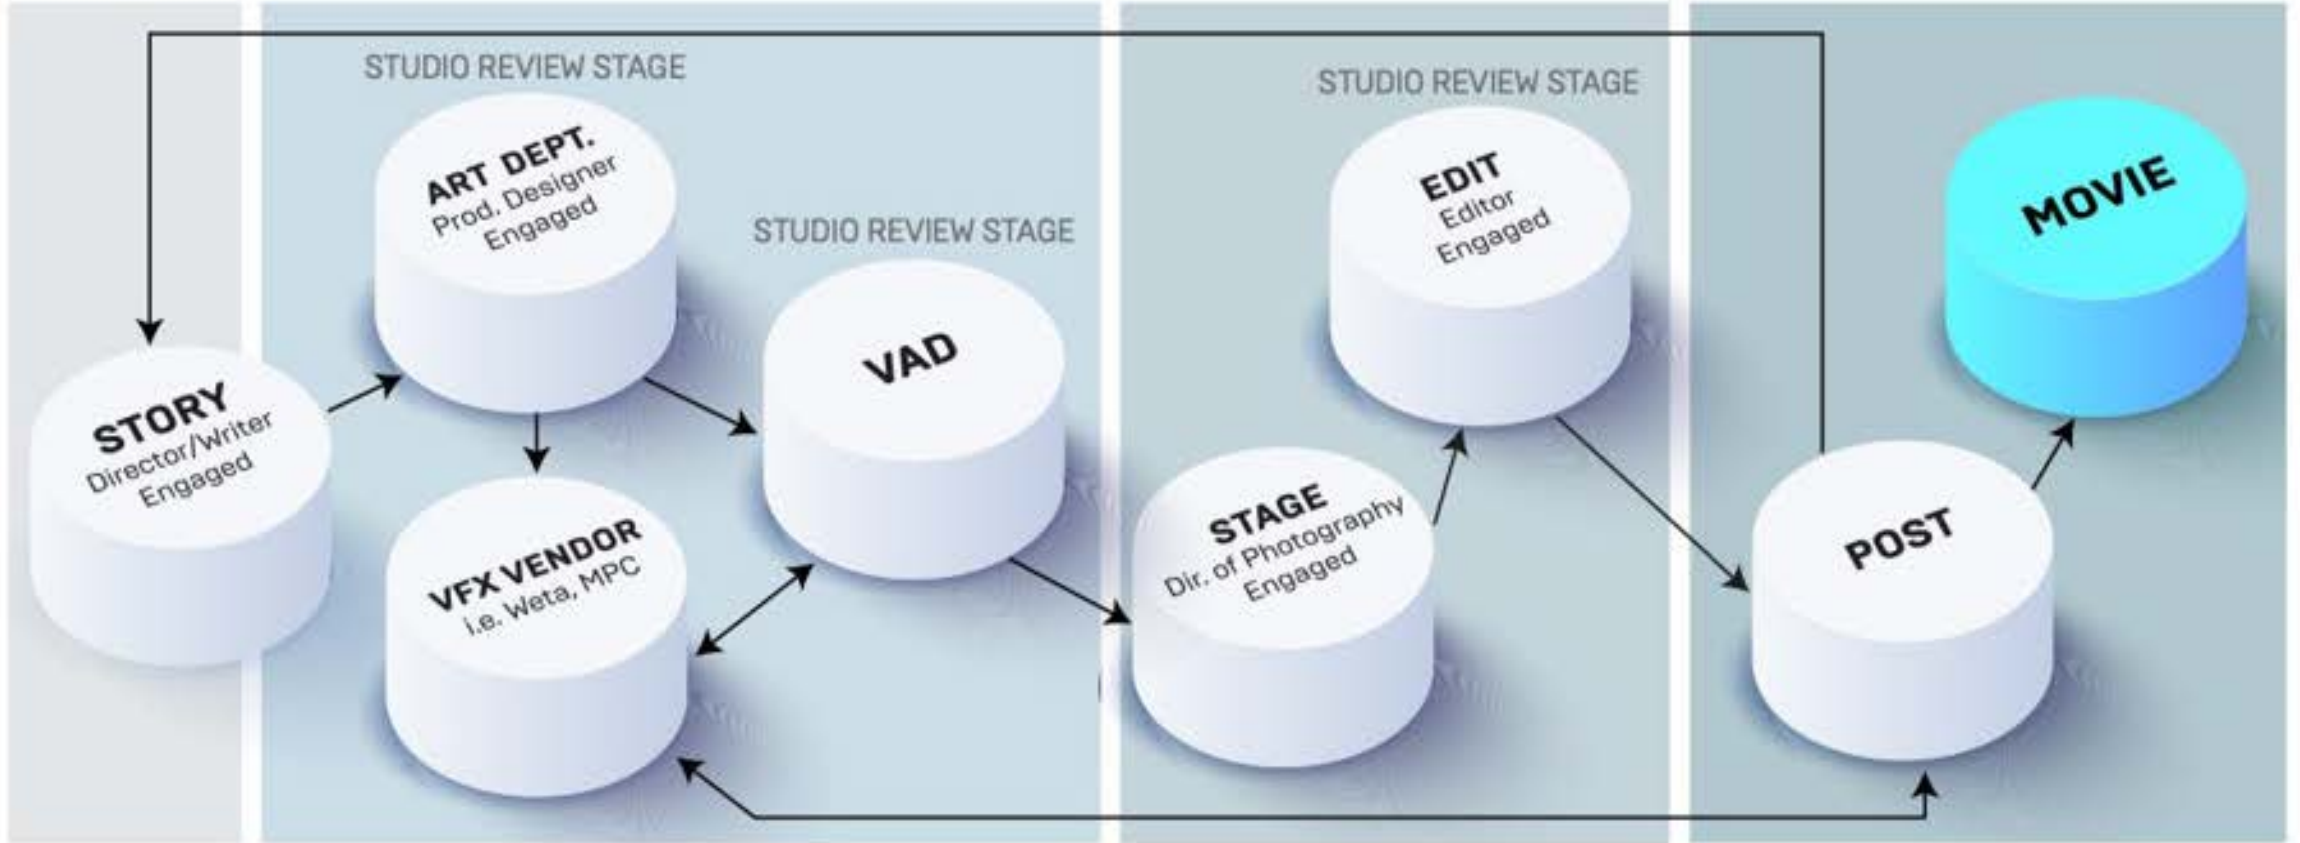 STUDIO REVIEW STAGE
ART DEPT.
Prod. Designer
Engaged
STUDIO REVIEW STAGE
VAD
STORY
Director/Writer
Engaged
VFX VENDOR
i.e. Weta, MPC
STUDIO REVIEW STAGE
EDIT
Editor
Engaged
STAGE
Dir. of Photography
Engaged
MOVIE
POST